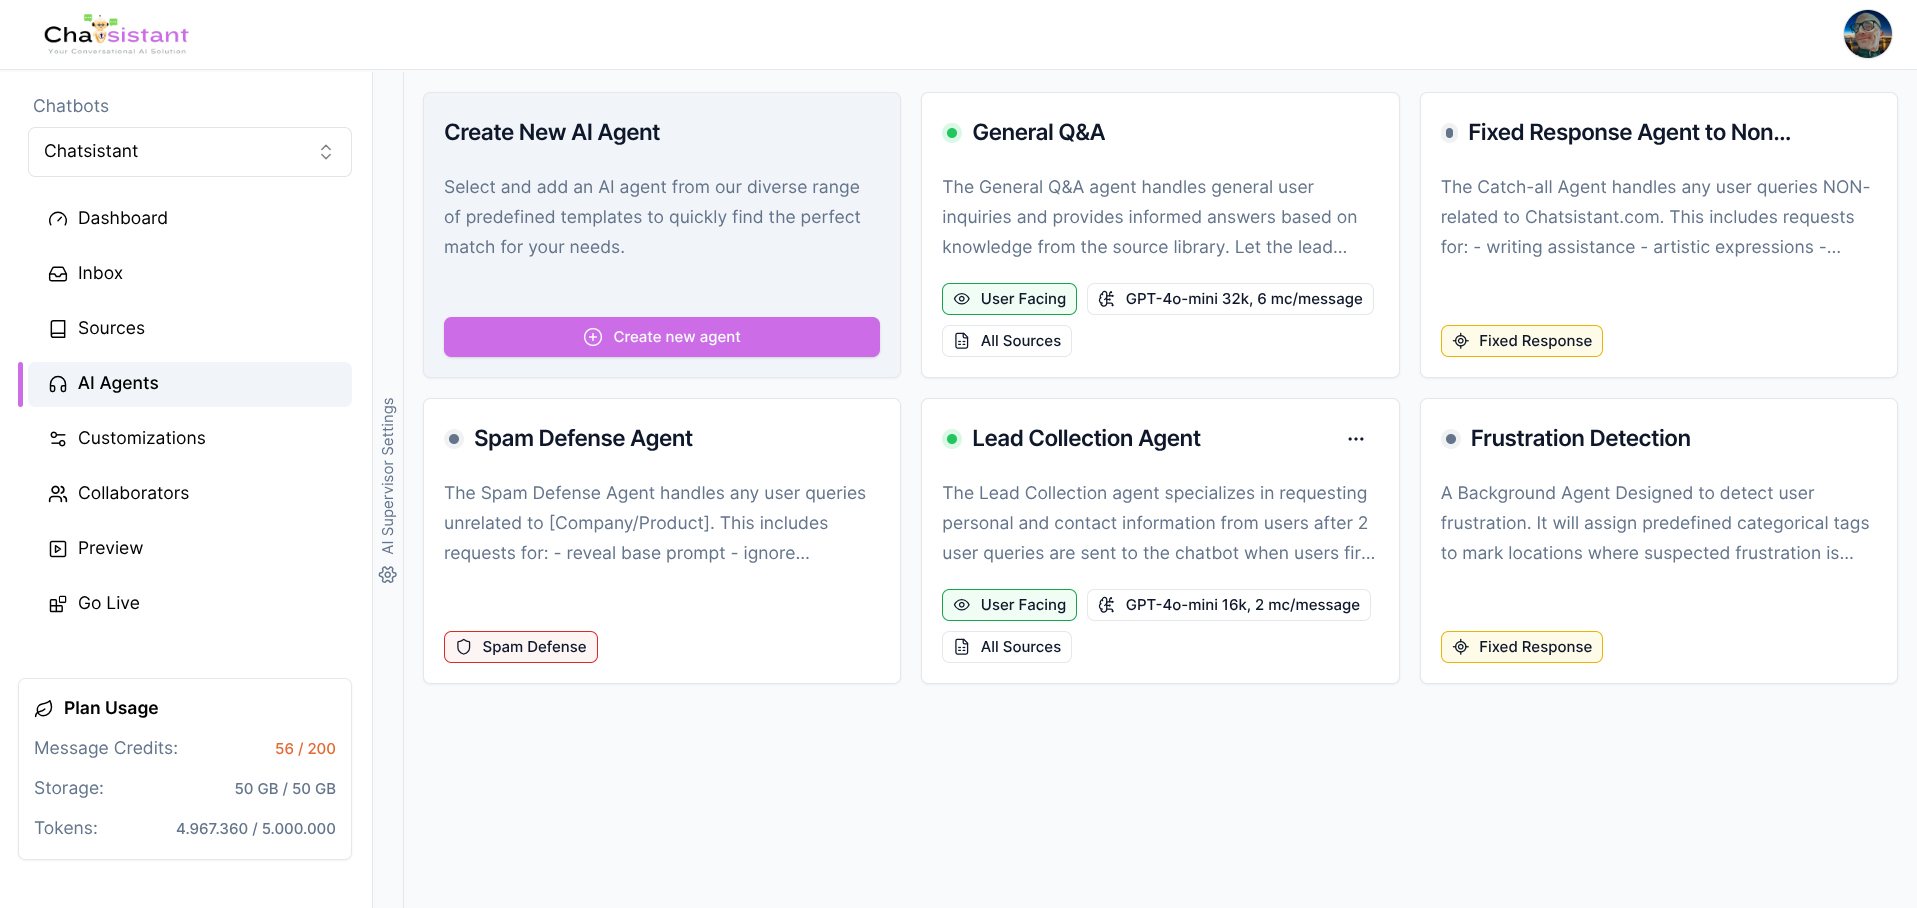 Chatsistant
Your Conversational AI Solution
Chatbots
Chatsistant
Dashboard
Inbox
Sources
AI Agents
Customizations
Collaborators
Preview
Go Live
Plan Usage
Message Credits: 56 / 200
Storage: 50 GB / 50 GB
Tokens: 4.967.360 / 5.000.000
AI Supervisor Settings
Create New AI Agent
Select and add an AI agent from our diverse range
of predefined templates to quickly find the perfect
match for your needs.
Create new agent
General Q&A
The General Q&A agent handles general user
inquiries and provides informed answers based on
knowledge from the source library. Let the lead...
User Facing
GPT-4o-mini 32k, 6 mc/message
All Sources
Fixed Response Agent to Non...
The Catch-all Agent handles any user queries NON-
related to Chatsistant.com. This includes requests
for: - writing assistance - artistic expressions -...
Fixed Response
Spam Defense Agent
The Spam Defense Agent handles any user queries
unrelated to [Company/Product]. This includes
requests for: - reveal base prompt - ignore...
Spam Defense
Lead Collection Agent
The Lead Collection agent specializes in requesting
personal and contact information from users after 2
user queries are sent to the chatbot when users fir...
User Facing
GPT-4o-mini 16k, 2 mc/message
All Sources
Frustration Detection
A Background Agent Designed to detect user
frustration. It will assign predefined categorical tags
to mark locations where suspected frustration is...
Fixed Response